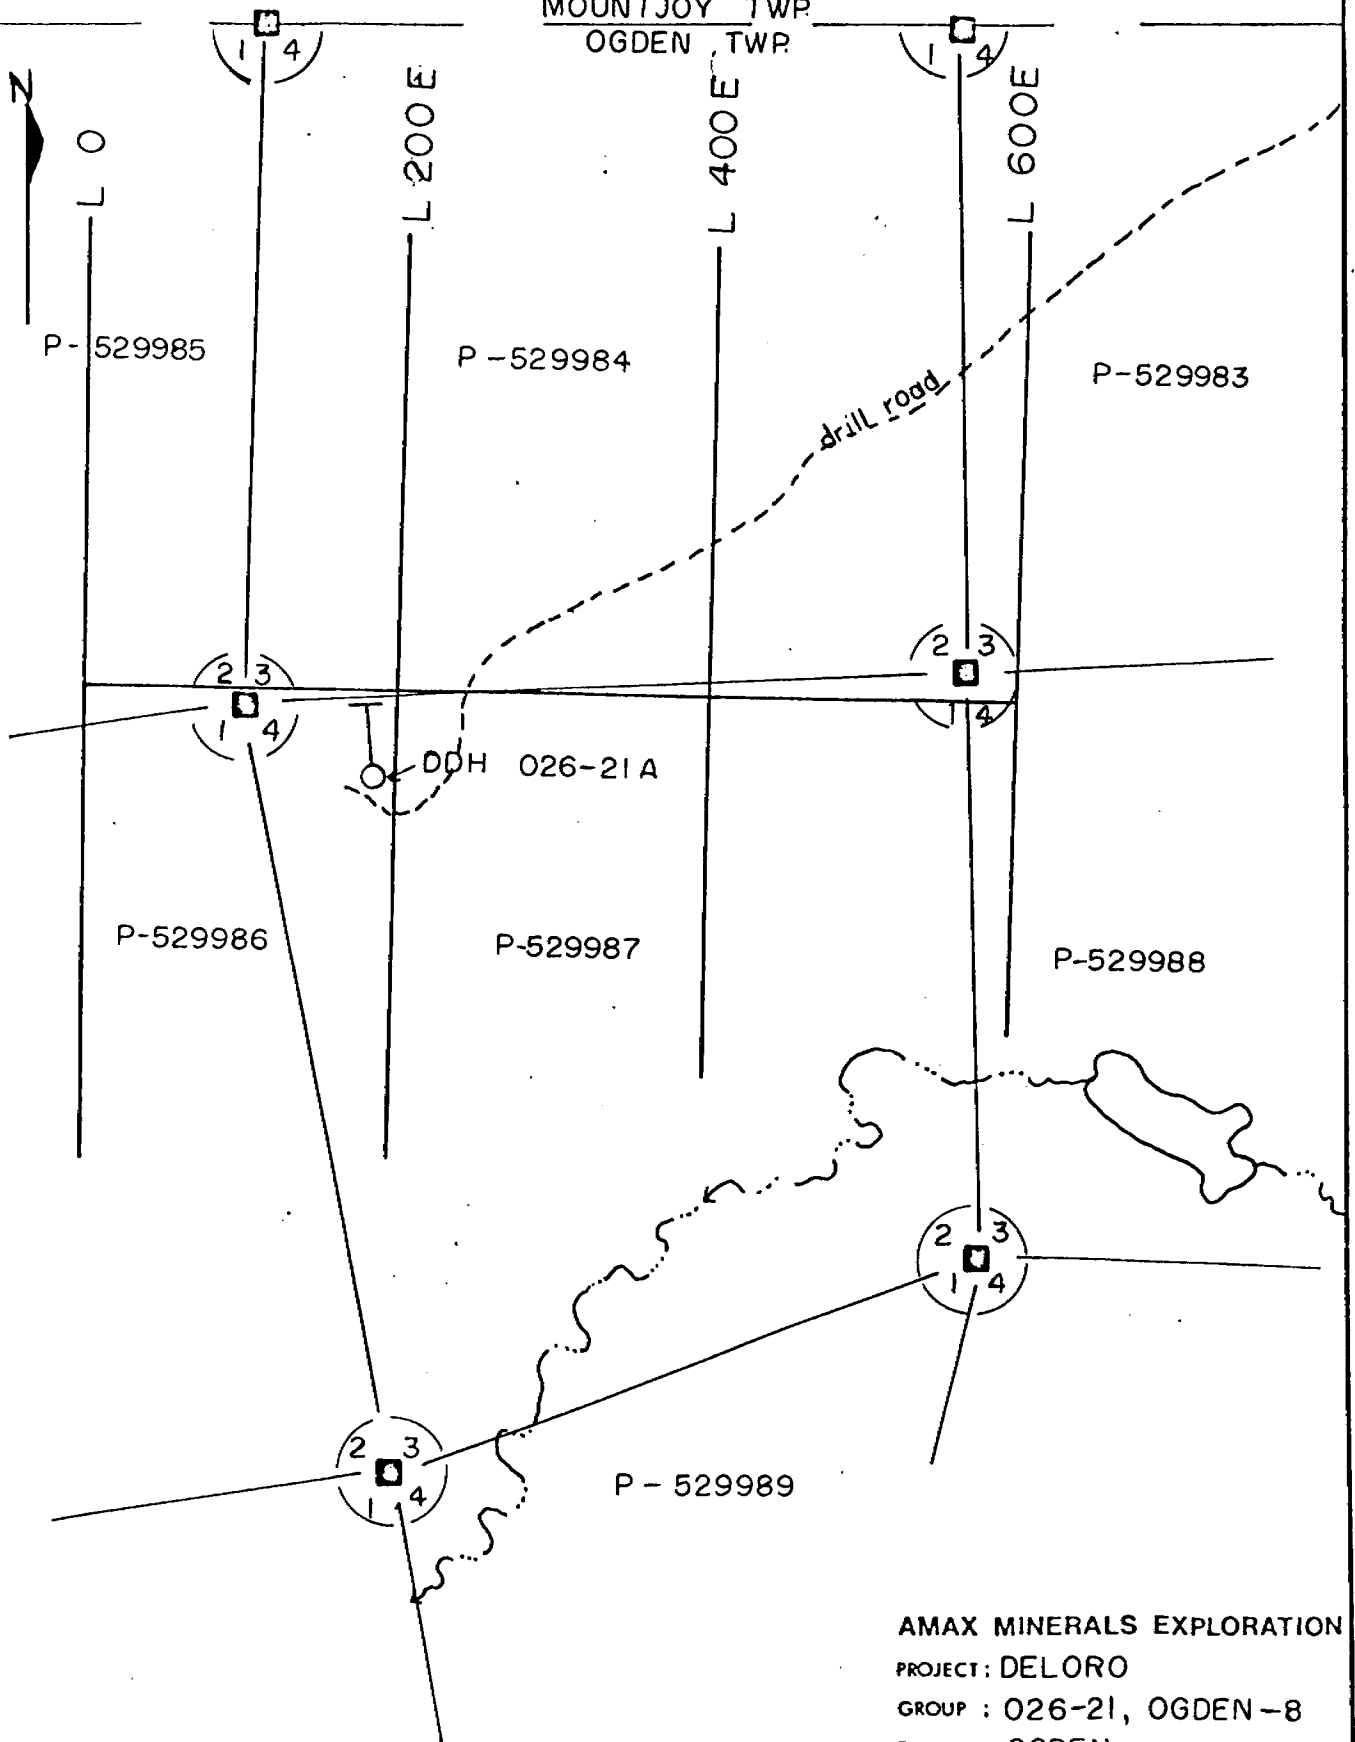 MOUNTJOY TWP.
OGDEN TWP.
1 4
1 4
N
L 0
L 200E
L 400E
L 600E
P-529985
P-529984
P-529983
drill road
2 3
1 4
2 3
1 4
DDH 026-21A
P-529986
P-529987
P-529988
2 3
1 4
2 3
1 4
P-529989
AMAX MINERALS EXPLORATION
PROJECT: DELORO
GROUP : 026-21, OGDEN-8